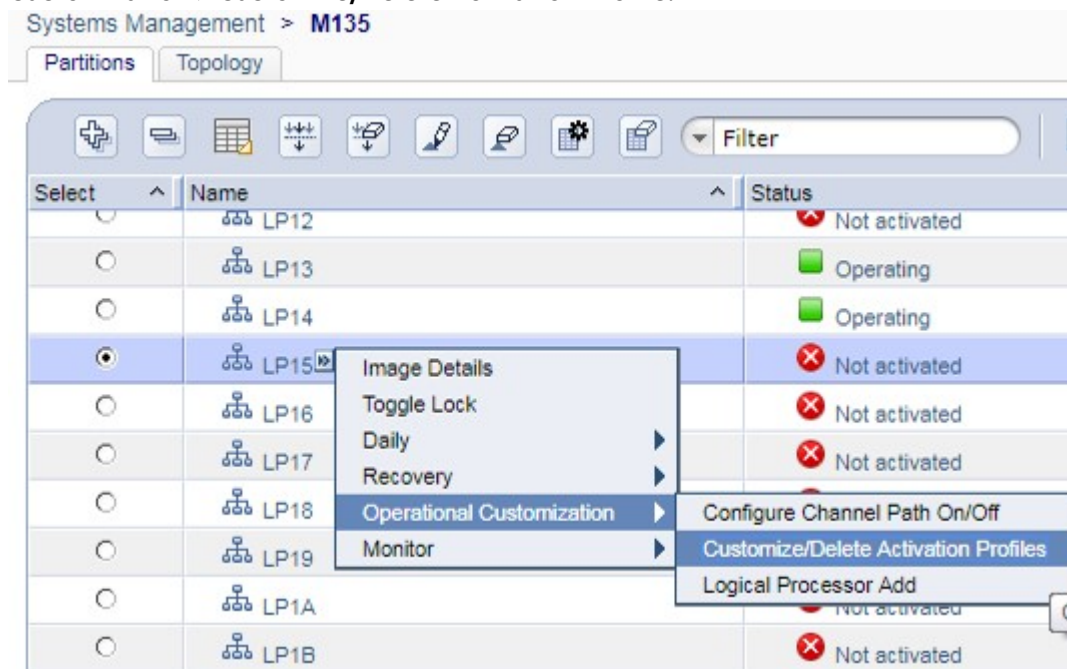 Systems Management > M135
Partitions Topology
Filter
Select Name Status
LP12 Not activated
LP13 Operating
LP14 Operating
LP15 Not activated
LP16 Not activated
LP17 Not activated
LP18
LP19
LP1A Not activated
LP1B Not activated
Image Details
Toggle Lock
Daily
Recovery
Operational Customization
Monitor
Configure Channel Path On/Off
Customize/Delete Activation Profiles
Logical Processor Add